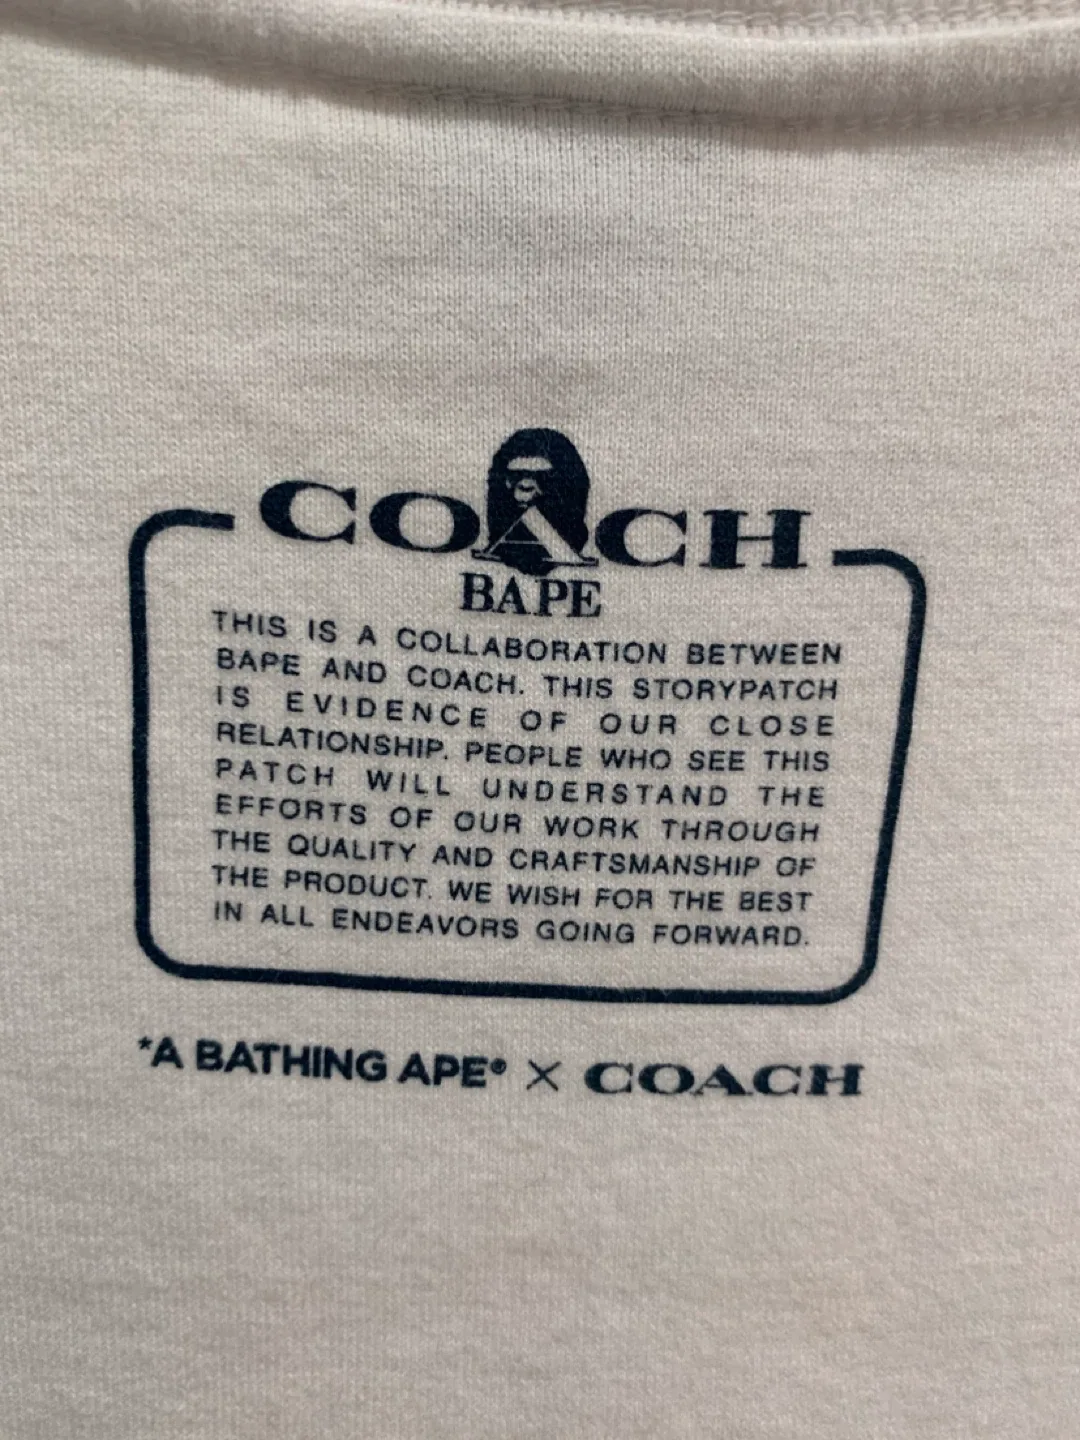 COACH
BAPE
THIS IS A COLLABORATION BETWEEN
BAPE AND COACH. THIS STORYPATCH
IS EVIDENCE OF OUR CLOSE
RELATIONSHIP. PEOPLE WHO SEE THIS
PATCH WILL UNDERSTAND THE
EFFORTS OF OUR WORK THROUGH
THE QUALITY AND CRAFTSMANSHIP OF
THE PRODUCT. WE WISH FOR THE BEST
IN ALL ENDEAVORS GOING FORWARD.
*A BATHING APE® × COACH